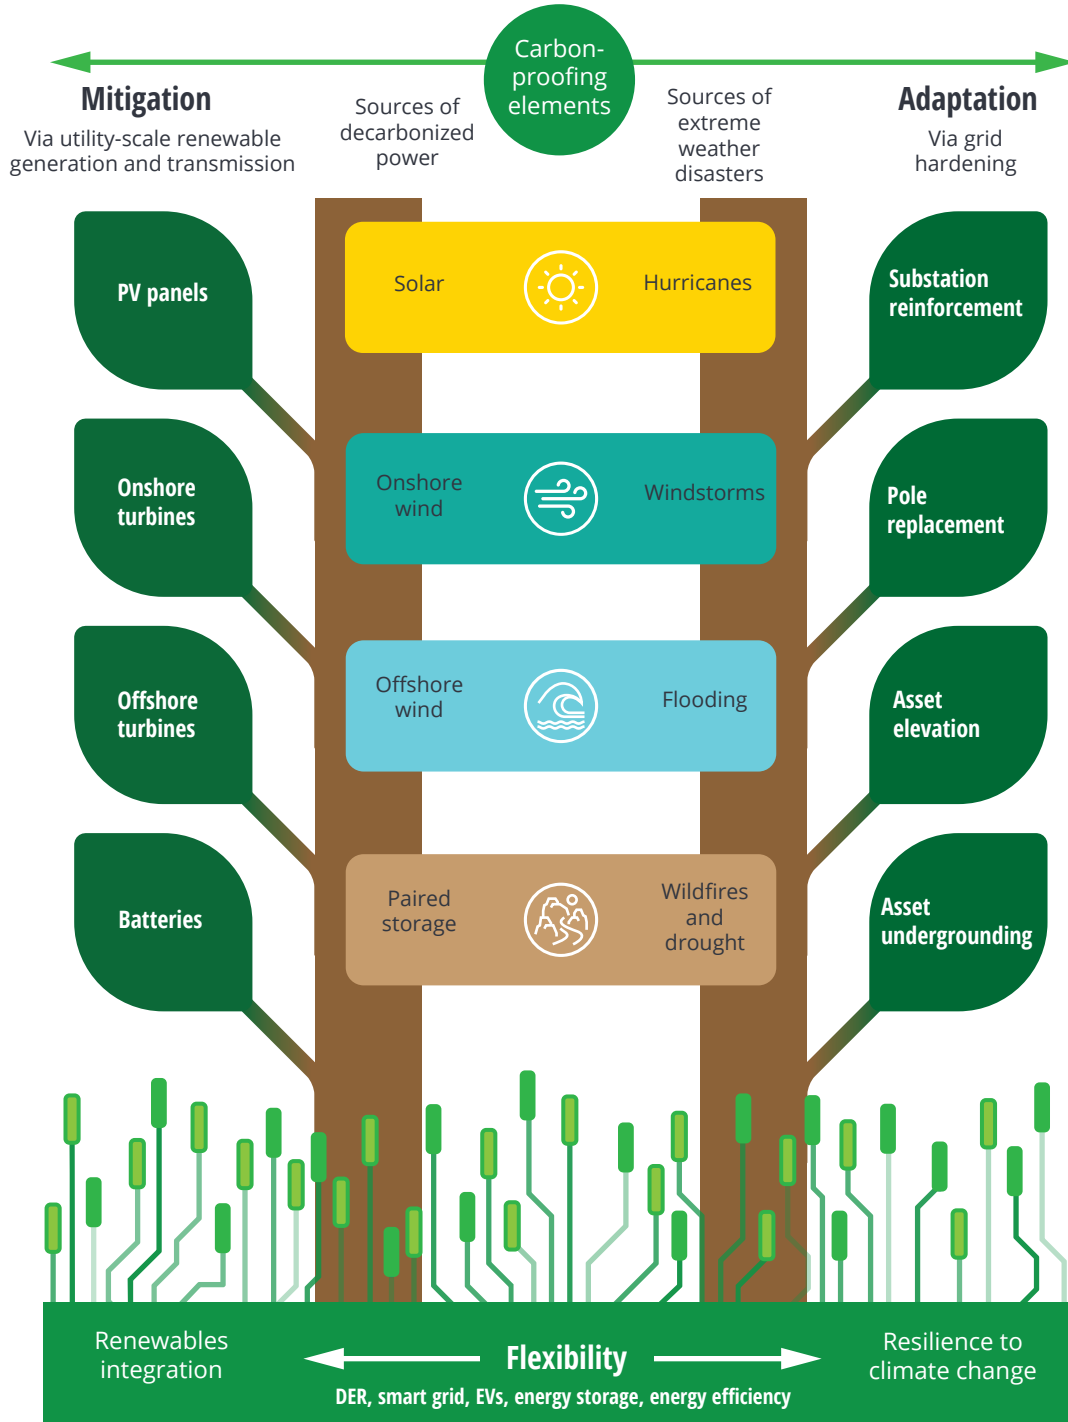 Carbon-
proofing
elements
Mitigation
Via utility-scale renewable
generation and transmission
Sources of
decarbonized
power
Sources of
extreme
weather
disasters
Adaptation
Via grid
hardening
PV panels
Solar
Hurricanes
Substation
reinforcement
Onshore
turbines
Onshore
wind
Windstorms
Pole
replacement
Offshore
turbines
Offshore
wind
Flooding
Asset
elevation
Batteries
Paired
storage
Wildfires
and
drought
Asset
undergrounding
Renewables
integration
Flexibility
Resilience to
climate change
DER, smart grid, EVs, energy storage, energy efficiency